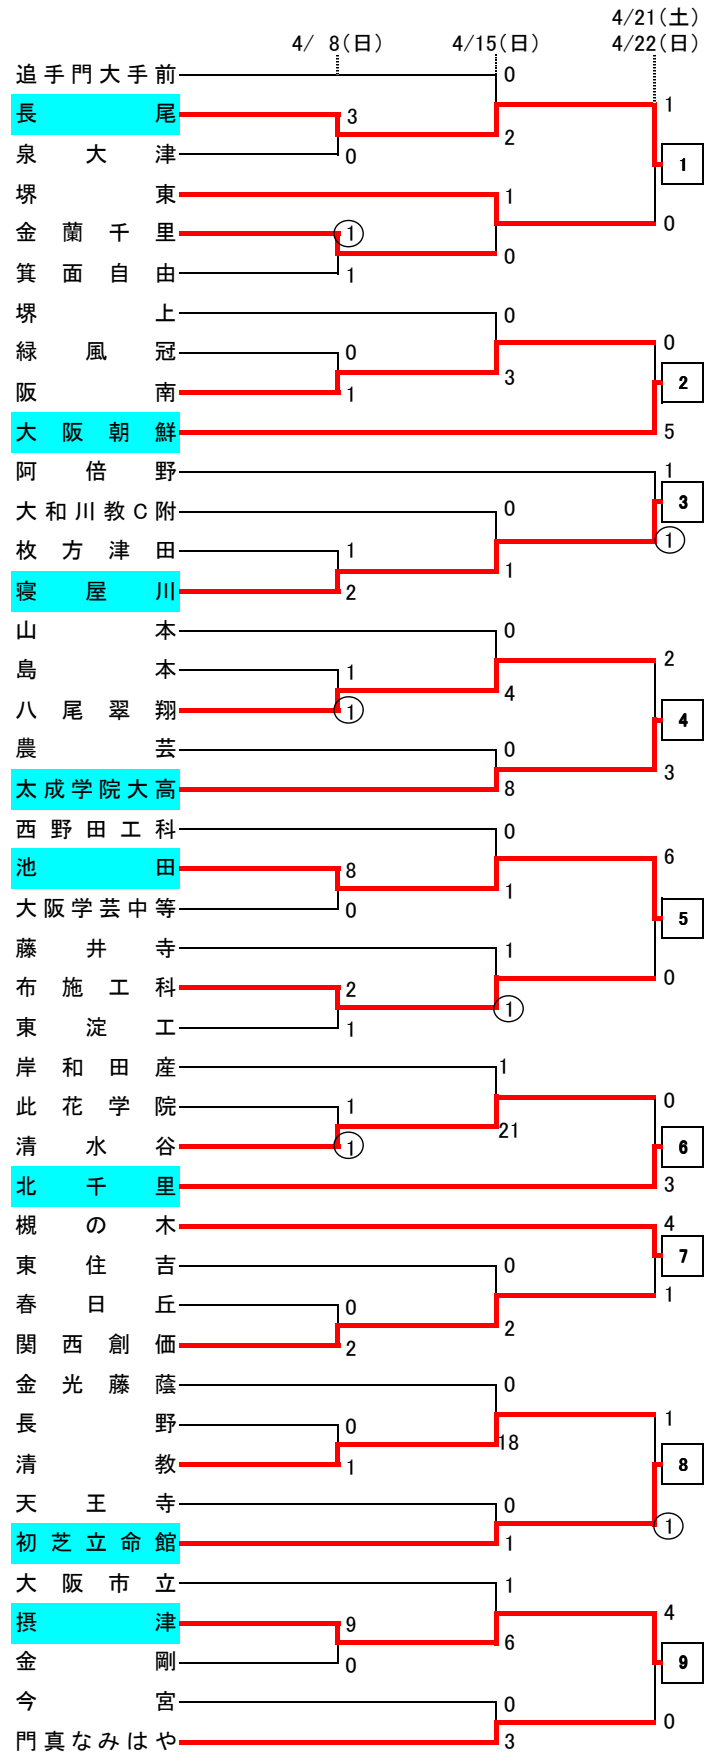 4/21(土)
4/ 8(日) 4/15(日) 4/22(日)
追手門大手前 0
長尾 3 1
2
泉大津 0
1
堺東 1
金蘭千里 ① 0
0
箕面自由 1
堺上 0
緑風冠 0 0
3 2
阪南 1
大阪朝鮮 5
阿倍野 1
3
大和川教C附 0
①
枚方津田 1
1
寝屋川 2
山本 0
島本 1 2
4
八尾翠翔 ①
4
農芸 0
3
太成学院大高 8
西野田工科 0
池田 8 6
1
大阪学芸中等 0
5
藤井寺 1
布施工科 2 0
①
東淀工 1
岸和田産 1
此花学院 1 0
21
清水谷 ① 6
北千里 3
槻の木 4
7
東住吉 0
春日丘 0 1
2
関西創価 2
金光藤蔭 0
長野 0 1
18
清教 1 8
天王寺 0
①
初芝立命館 1
大阪市立 1
摂津 9 4
6
金剛 0 9
今宮 0
0
門真なみはや 3